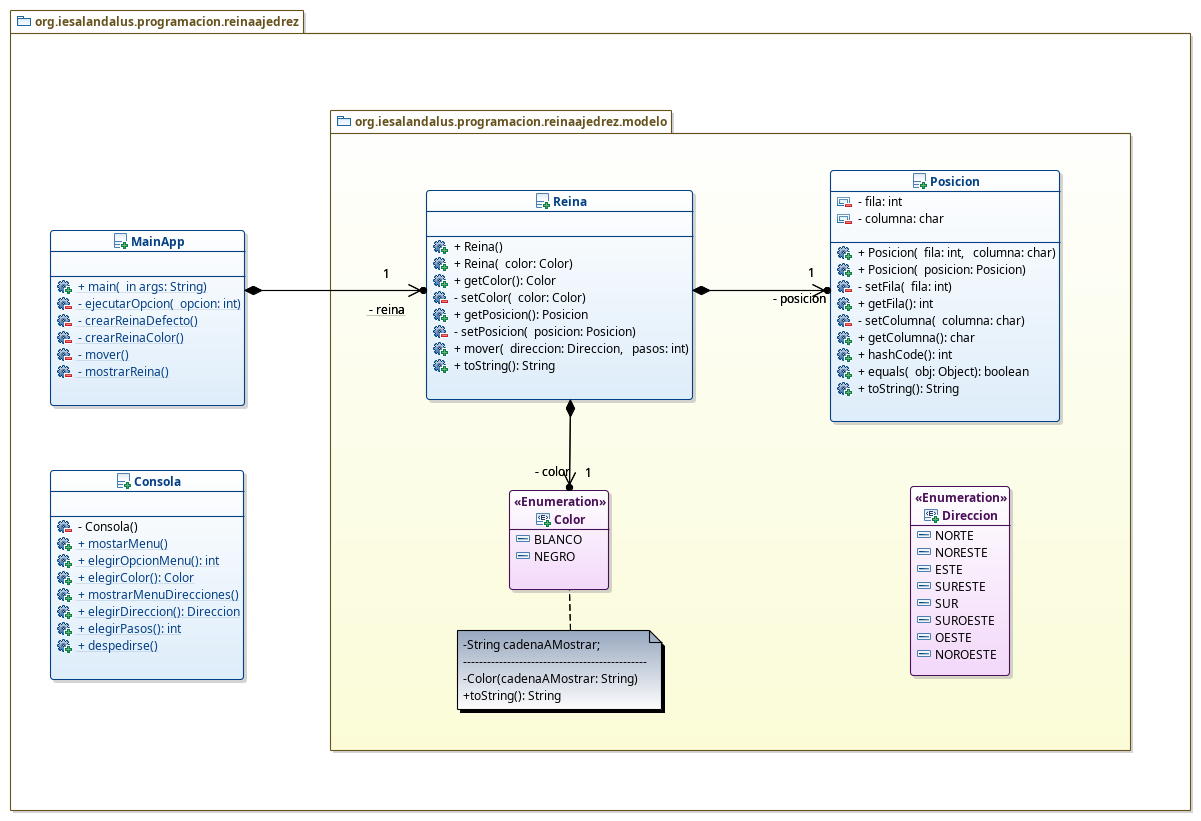 org.iesalandalus.programacion.reinaajedrez
org.iesalandalus.programacion.reinaajedrez.modelo
MainApp
+ main( in args: String)
- ejecutarOpcion( opcion: int)
- crearReinaDefecto()
- crearReinaColor()
- mover()
- mostrarReina()
1
- reina
Reina
+ Reina()
+ Reina( color: Color)
+ getColor(): Color
- setColor( color: Color)
+ getPosicion(): Posicion
- setPosicion( posicion: Posicion)
+ mover( direccion: Direccion, pasos: int)
+ toString(): String
1
- posicion
Posicion
- fila: int
- columna: char
+ Posicion( fila: int, columna: char)
+ Posicion( posicion: Posicion)
- setFila( fila: int)
+ getFila(): int
- setColumna( columna: char)
+ getColumna(): char
+ hashCode(): int
+ equals( obj: Object): boolean
+ toString(): String
Consola
- Consola()
+ mostarMenu()
+ elegirOpcionMenu(): int
+ elegirColor(): Color
+ mostrarMenuDirecciones()
+ elegirDireccion(): Direccion
+ elegirPasos(): int
+ despedirse()
- color 1
«Enumeration»
Color
BLANCO
NEGRO
-String cadenaAMostrar;
------------------------------------------------
-Color(cadenaAMostrar: String)
+toString(): String
«Enumeration»
Direccion
NORTE
NORESTE
ESTE
SURESTE
SUR
SUROESTE
OESTE
NOROESTE